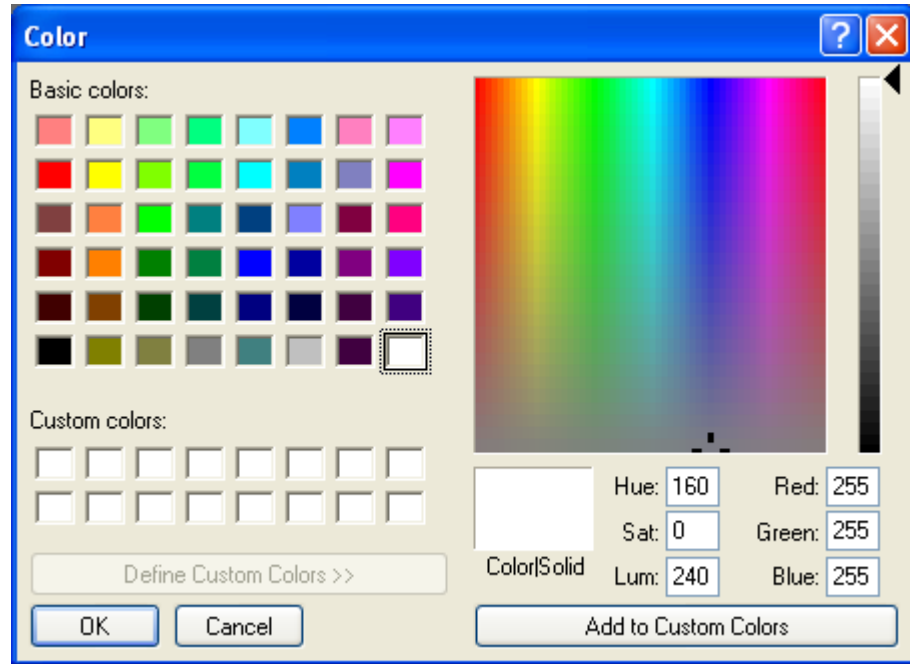 Color
Basic colors:
Custom colors:
Define Custom Colors >>
OK Cancel
Color|Solid
Hue: 160 Red: 255
Sat: 0 Green: 255
Lum: 240 Blue: 255
Add to Custom Colors